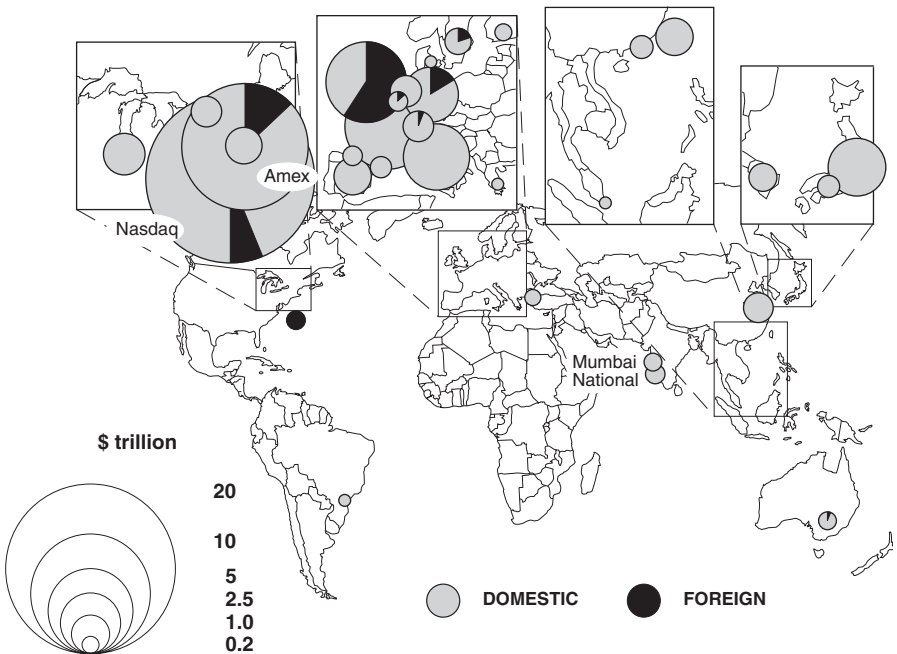 Amex
Nasdaq
Mumbai
National
$ trillion
20
10
5
2.5
1.0
0.2
DOMESTIC
FOREIGN